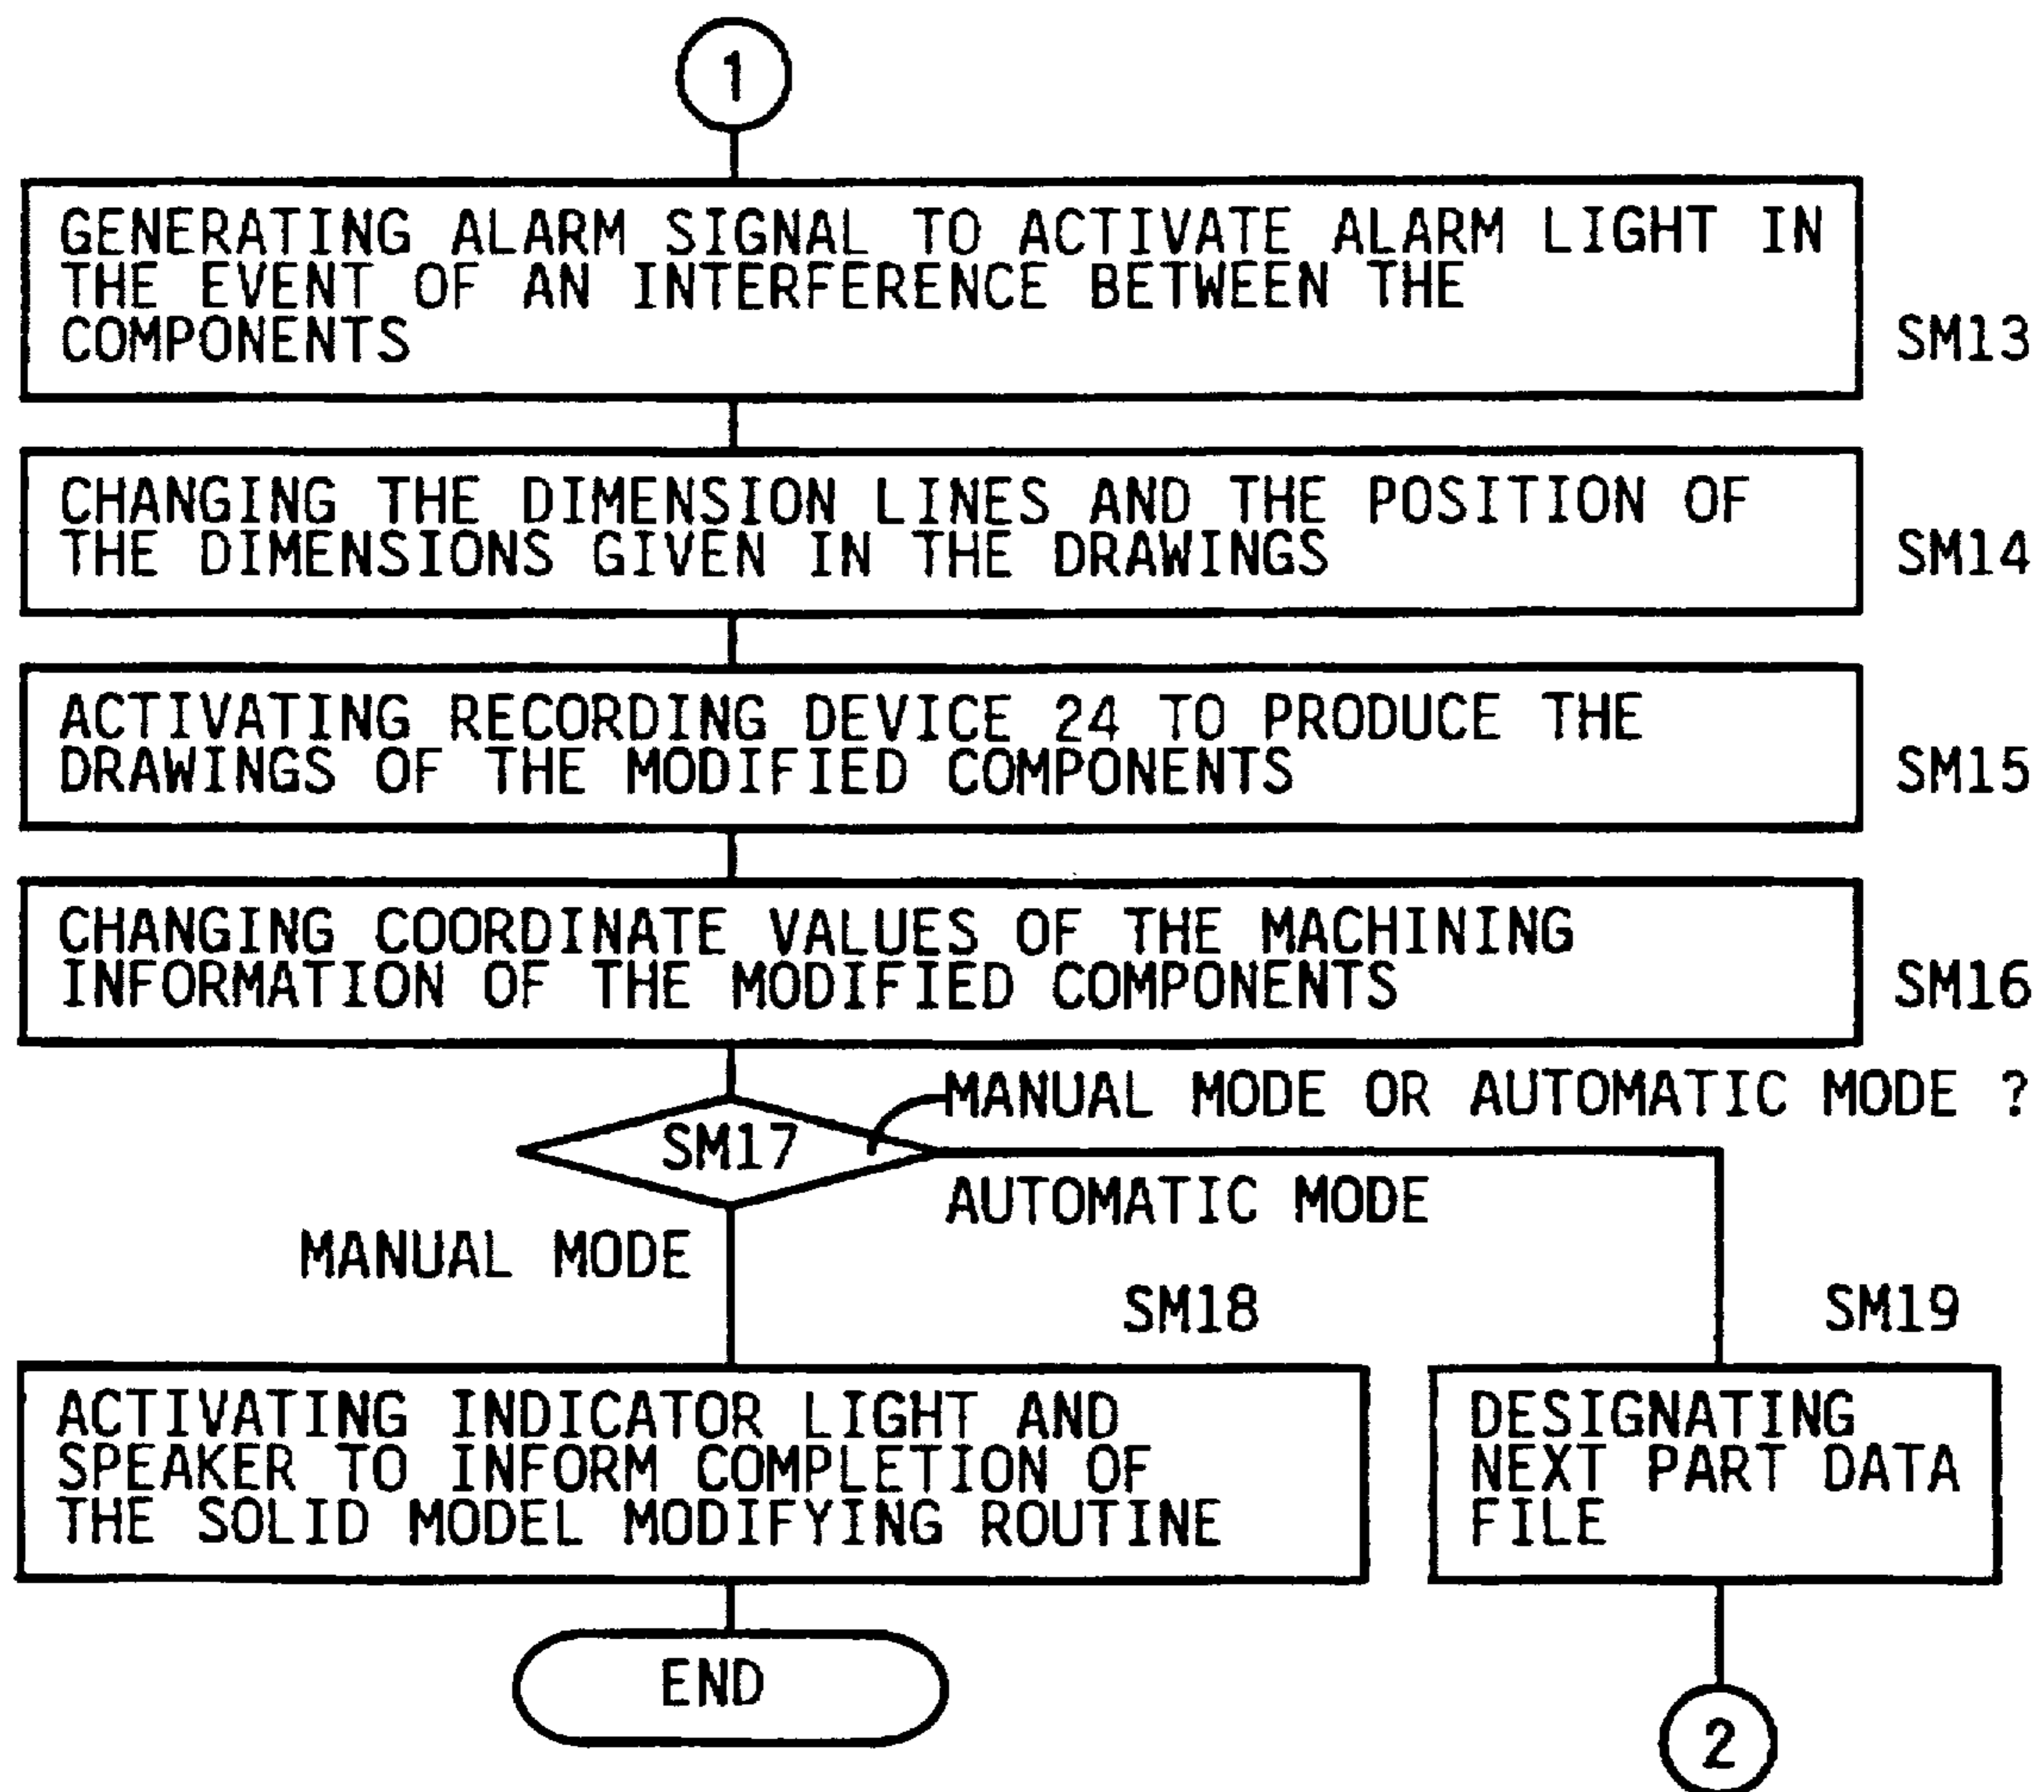 1
GENERATING ALARM SIGNAL TO ACTIVATE ALARM LIGHT IN
THE EVENT OF AN INTERFERENCE BETWEEN THE
COMPONENTS
SM13
CHANGING THE DIMENSION LINES AND THE POSITION OF
THE DIMENSIONS GIVEN IN THE DRAWINGS
SM14
ACTIVATING RECORDING DEVICE 24 TO PRODUCE THE
DRAWINGS OF THE MODIFIED COMPONENTS
SM15
CHANGING COORDINATE VALUES OF THE MACHINING
INFORMATION OF THE MODIFIED COMPONENTS
SM16
MANUAL MODE OR AUTOMATIC MODE ?
SM17
AUTOMATIC MODE
MANUAL MODE
SM18
SM19
ACTIVATING INDICATOR LIGHT AND
SPEAKER TO INFORM COMPLETION OF
THE SOLID MODEL MODIFYING ROUTINE
DESIGNATING
NEXT PART DATA
FILE
END
2